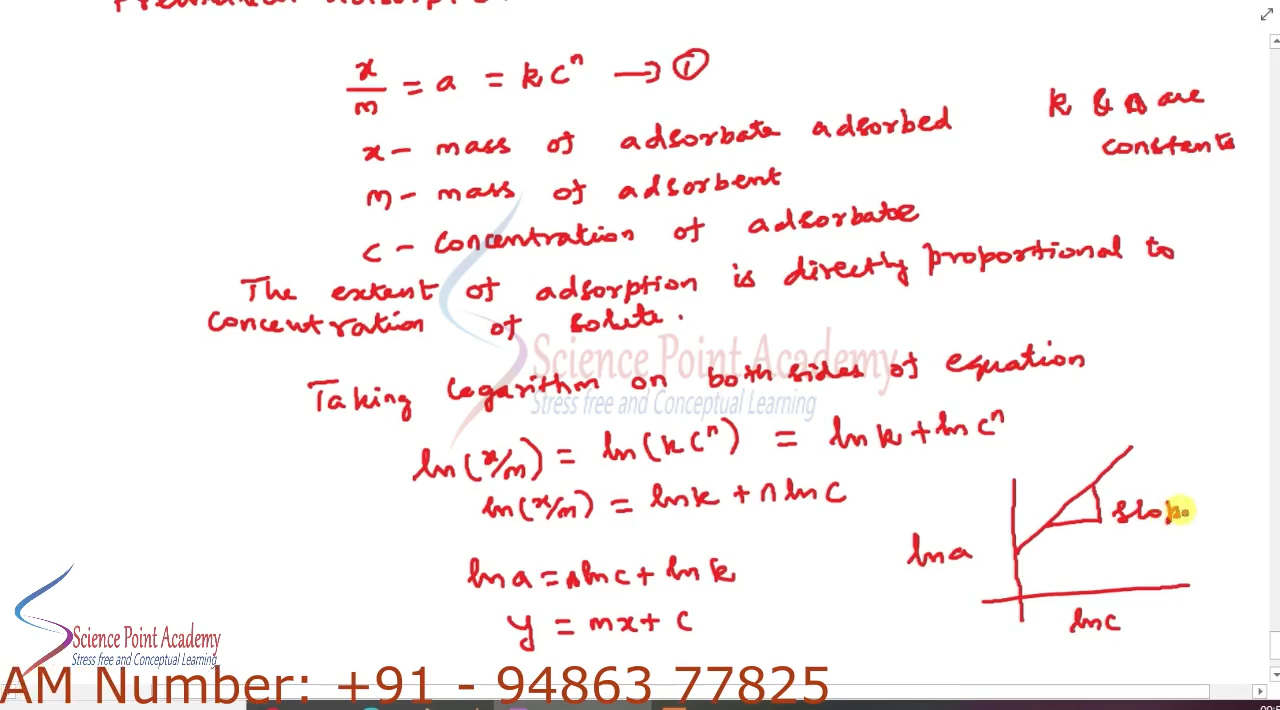 x/m = a = k cⁿ → ①
k & n are
constants
x - mass of adsorbate adsorbed
m - mass of adsorbent
c - concentration of adsorbate
The extent of adsorption is directly proportional to
concentration of solute.
Science Point Academy
Stress free and Conceptual Learning
Taking logarithm on both sides of equation
ln(x/m) = ln(k cⁿ) = ln k + ln cⁿ
ln(x/m) = ln k + n ln c
ln a = n ln c + ln k
y = mx + c
ln a
ln c
Science Point Academy
Stress free and Conceptual Learning
AM Number: +91 - 94863 77825